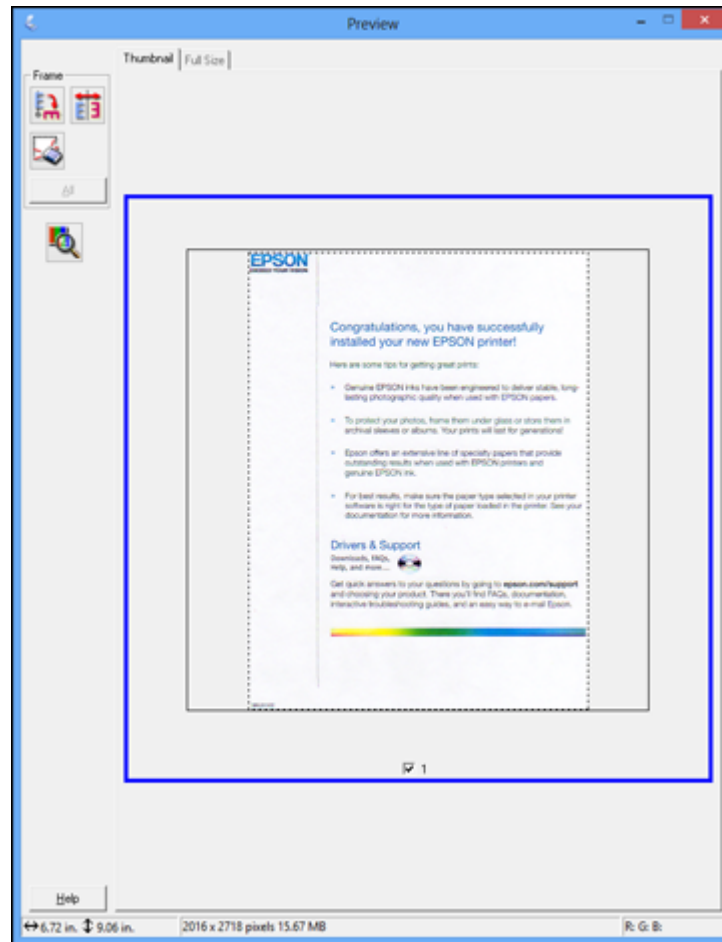 Preview
Thumbnail Full Size
Frame
All
EPSON
EXCEED YOUR VISION
Congratulations, you have successfully
installed your new EPSON printer!
Here are some tips for getting great prints:
Genuine EPSON inks have been engineered to deliver stable, long-
lasting photographic quality when used with EPSON papers.
To protect your photos, frame them under glass or store them in
archival sleeves or albums. Your prints will last for generations!
Epson offers an extensive line of specialty papers that provide
outstanding results when used with EPSON printers and
genuine EPSON ink.
For best results, make sure the paper type selected in your printer
software is right for the type of paper loaded in the printer. See your
documentation for more information.
Drivers & Support
Downloads, FAQs,
Help, and more....
Get quick answers to your questions by going to epson.com/support
and choosing your product. There you'll find FAQs, documentation,
interactive troubleshooting guides, and an easy way to e-mail Epson.
1
Help
6.72 in. 9.06 in. 2016 x 2718 pixels 15.67 MB R: G: B: